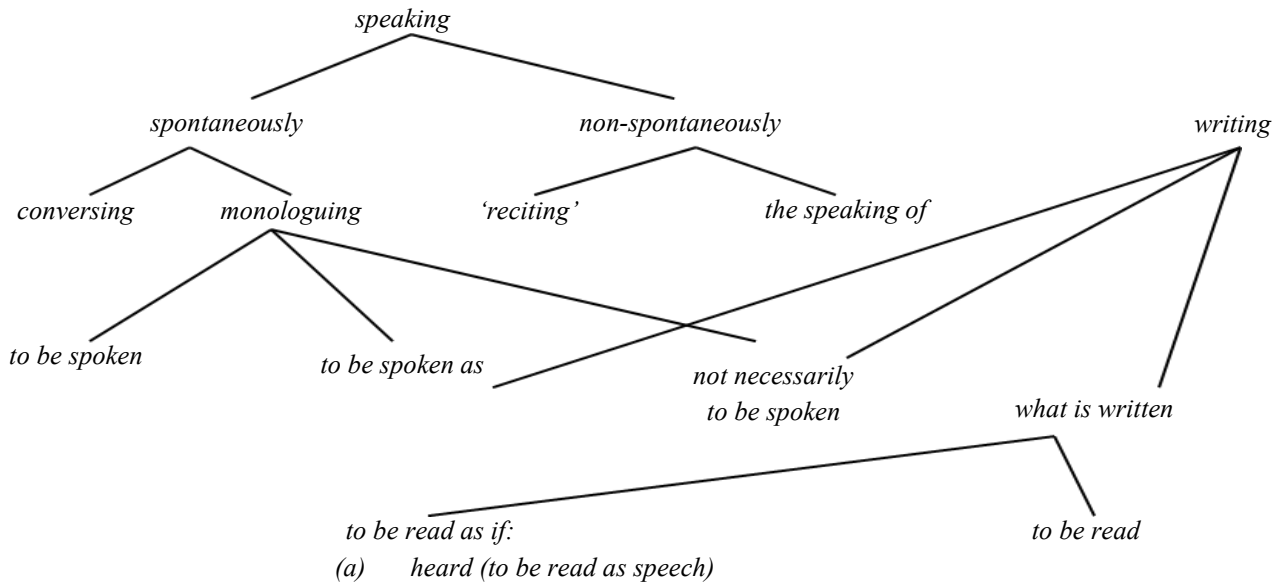 speaking
spontaneously non-spontaneously writing
conversing monologuing ‘reciting’ the speaking of
to be spoken to be spoken as not necessarily
to be spoken what is written
to be read as if: to be read
(a) heard (to be read as speech)